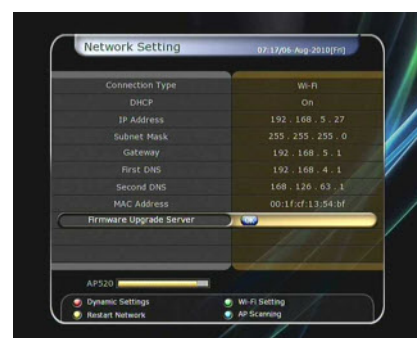 Network Setting
07:17/06-Aug-2010[Fri]
Connection Type Wi-Fi
DHCP On
IP Address 192 . 168 . 5 . 27
Subnet Mask 255 . 255 . 255 . 0
Gateway 192 . 168 . 5 . 1
First DNS 192 . 168 . 4 . 1
Second DNS 168 . 126 . 63 . 1
MAC Address 00:1f:cf:13:54:bf
Firmware Upgrade Server OK
AP520
Dynamic Settings
Wi-Fi Setting
Restart Network
AP Scanning